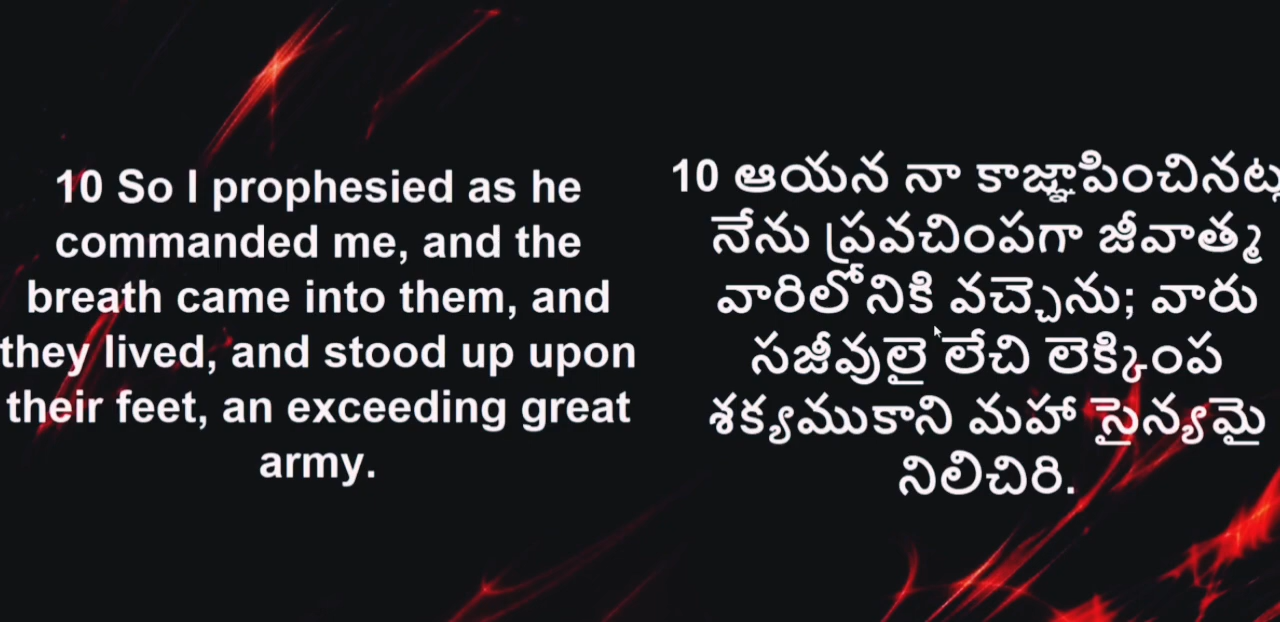 10 So I prophesied as he
commanded me, and the
breath came into them, and
they lived, and stood up upon
their feet, an exceeding great
army.
10 ఆయన నా కాజ్ఞాపించినట్లు
నేను ప్రవచింపగా జీవాత్మ
వారిలోనికి వచ్చెను; వారు
సజీవులై లేచి లెక్కింప
శక్యముకాని మహా సైన్యమై
నిలిచిరి.